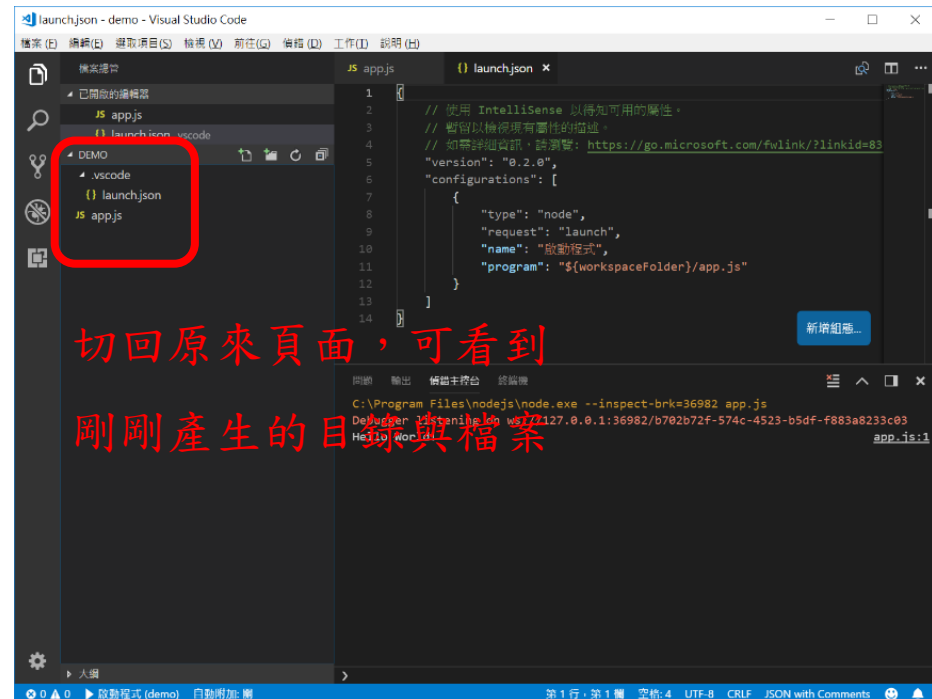 launch.json - demo - Visual Studio Code
檔案(F) 編輯(E) 選取項目(S) 檢視(V) 前往(G) 偵錯(D) 工作(T) 說明(H)
檔案總管
已開啟的編輯器
JS app.js
{} launch.json .vscode
DEMO
.vscode
{} launch.json
JS app.js
大綱
JS app.js
{} launch.json ×
1 {
2 // 使用 IntelliSense 以得知可用的屬性。
3 // 暫留以檢視現有屬性的描述。
4 // 如需詳細資訊，請瀏覽: https://go.microsoft.com/fwlink/?linkid=83
5 "version": "0.2.0",
6 "configurations": [
7 {
8 "type": "node",
9 "request": "launch",
10 "name": "啟動程式",
11 "program": "${workspaceFolder}/app.js"
12 }
13 ]
14 }
新增組態...
切回原來頁面，可看到
剛剛產生的目錄與檔案
問題 輸出 偵錯主控台 終端機
C:\Program Files\nodejs\node.exe --inspect-brk=36982 app.js
Debugger listening on ws://127.0.0.1:36982/b702b72f-574c-4523-b5df-f883a8233c03
Hello World!
app.js:1
0 0 啟動程式 (demo) 自動附加: 關
第 1 行，第 1 欄 空格: 4 UTF-8 CRLF JSON with Comments